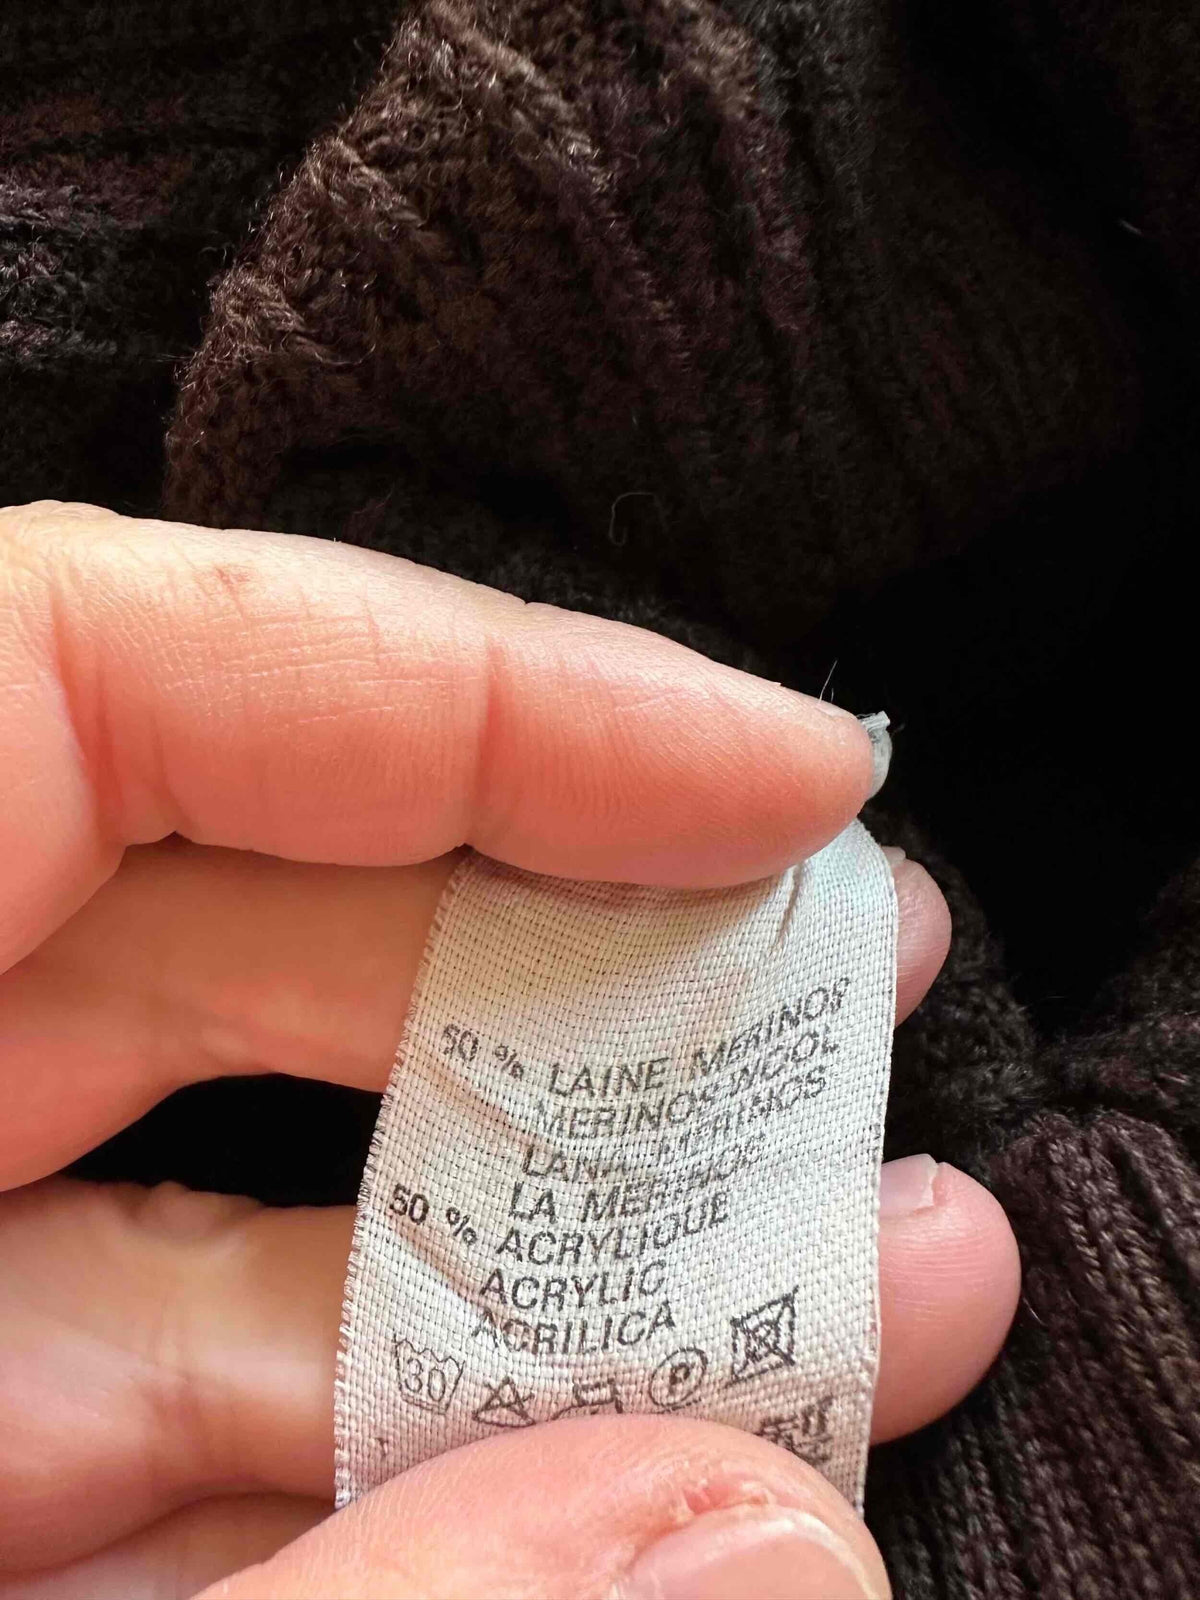 50 % LAINE MERINOS
MERINOS WOOL
LANA MERINOS
LA MERINOS
50 % ACRYLIQUE
ACRYLIC
ACRILICA
30 P